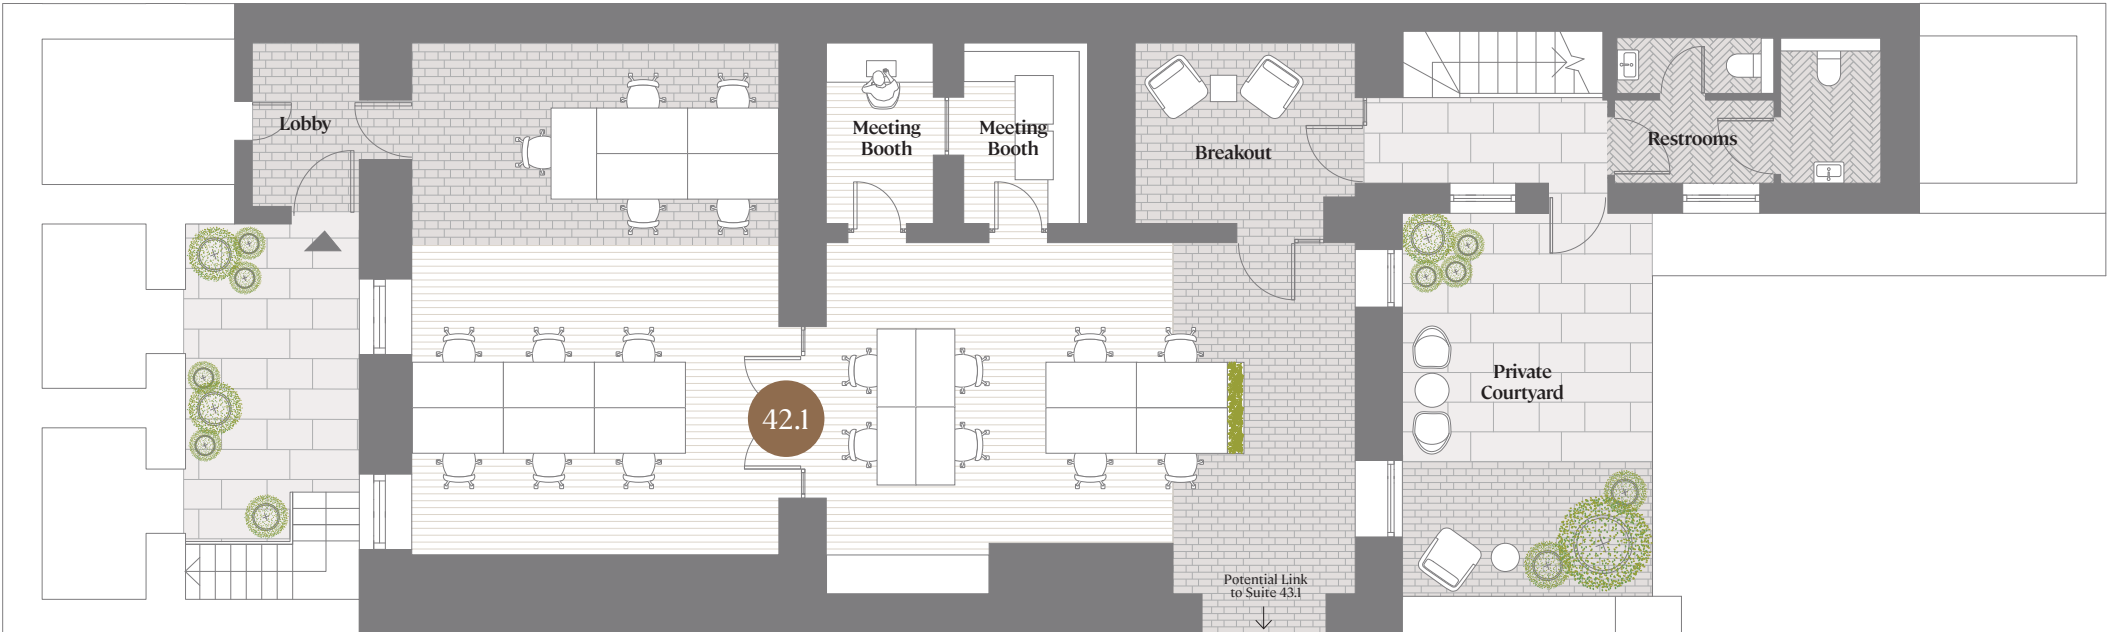 Lobby
Meeting
Booth
Meeting
Booth
Breakout
Restrooms
Private
Courtyard
42.1
Potential Link
to Suite 43.1